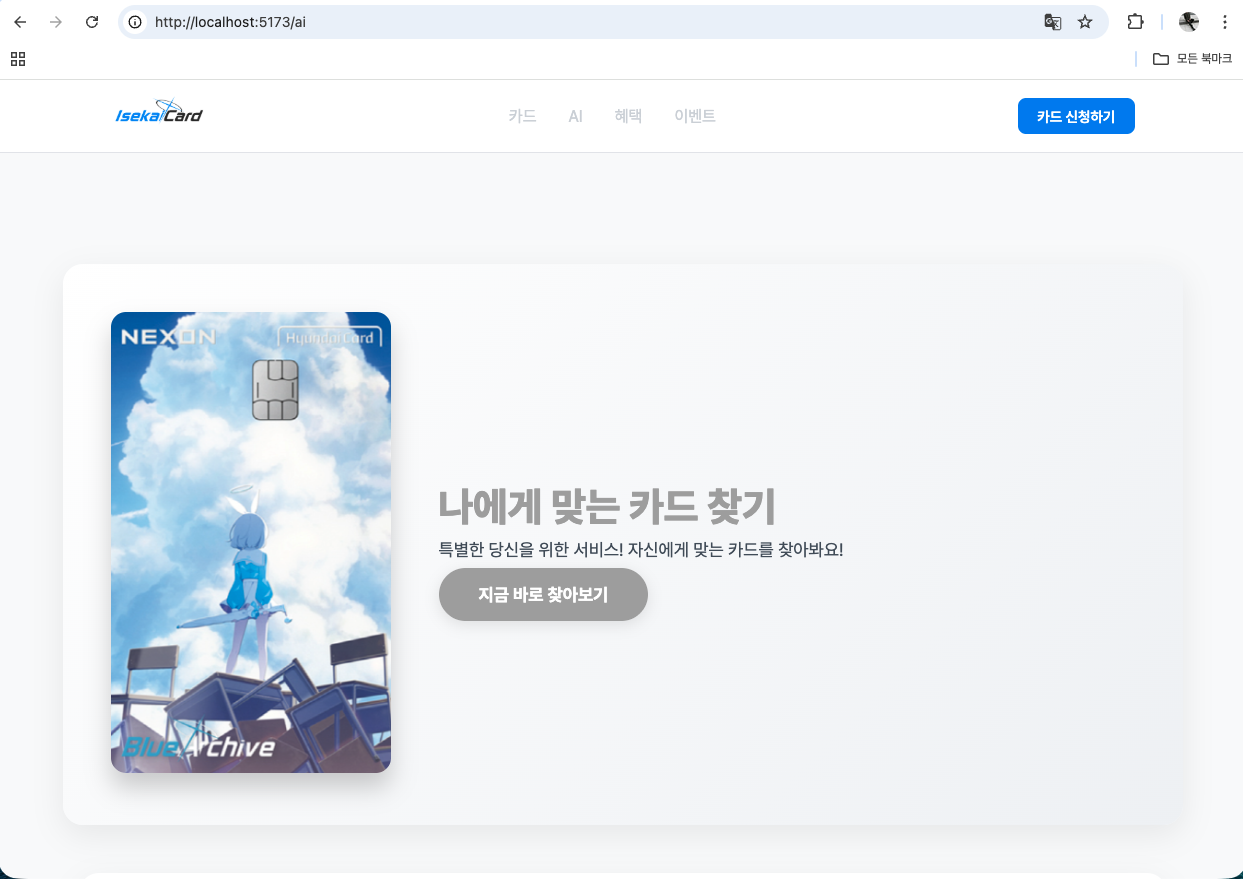 http://localhost:5173/ai
모든 북마크
IsekaiCard
카드 AI 혜택 이벤트
카드 신청하기
NEXON
HyundaiCard
나에게 맞는 카드 찾기
특별한 당신을 위한 서비스! 자신에게 맞는 카드를 찾아봐요!
지금 바로 찾아보기
Blue Archive